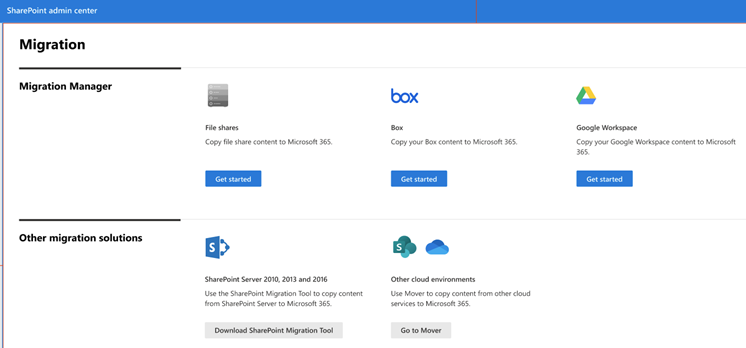 SharePoint admin center
Migration
Migration Manager
box
File shares
Copy file share content to Microsoft 365.
Get started
Box
Copy your Box content to Microsoft 365.
Get started
Google Workspace
Copy your Google Workspace content to Microsoft
365.
Get started
Other migration solutions
S
S
SharePoint Server 2010, 2013 and 2016
Use the SharePoint Migration Tool to copy content
from SharePoint Server to Microsoft 365.
Download SharePoint Migration Tool
Other cloud environments
Use Mover to copy content from other cloud
services to Microsoft 365.
Go to Mover